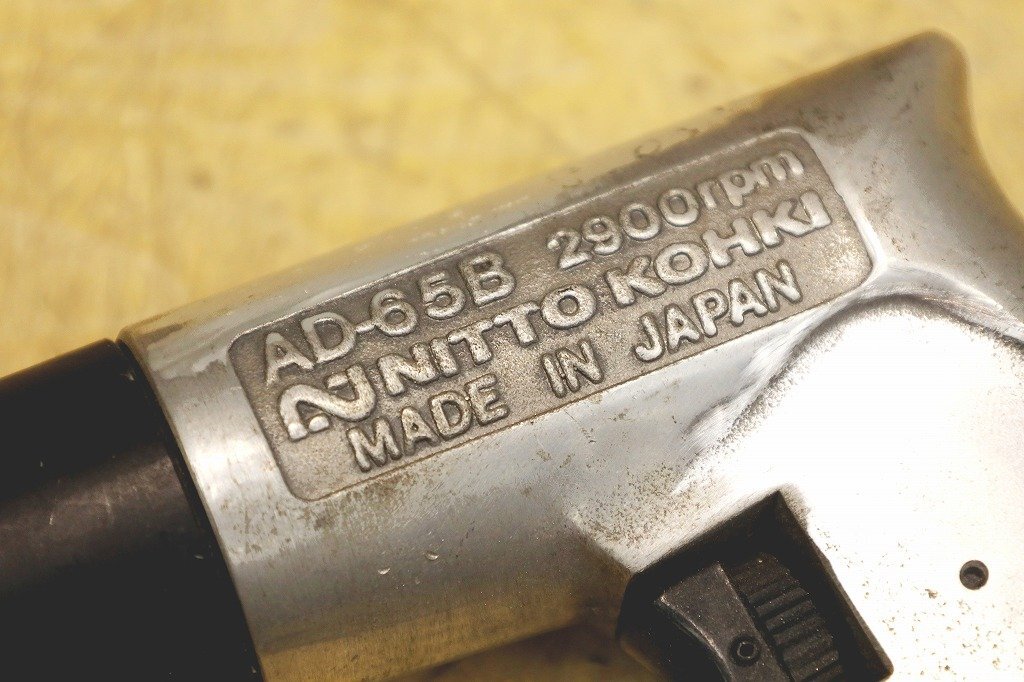 AD-65B 2900rpm
NITTO KOHKI
MADE IN JAPAN